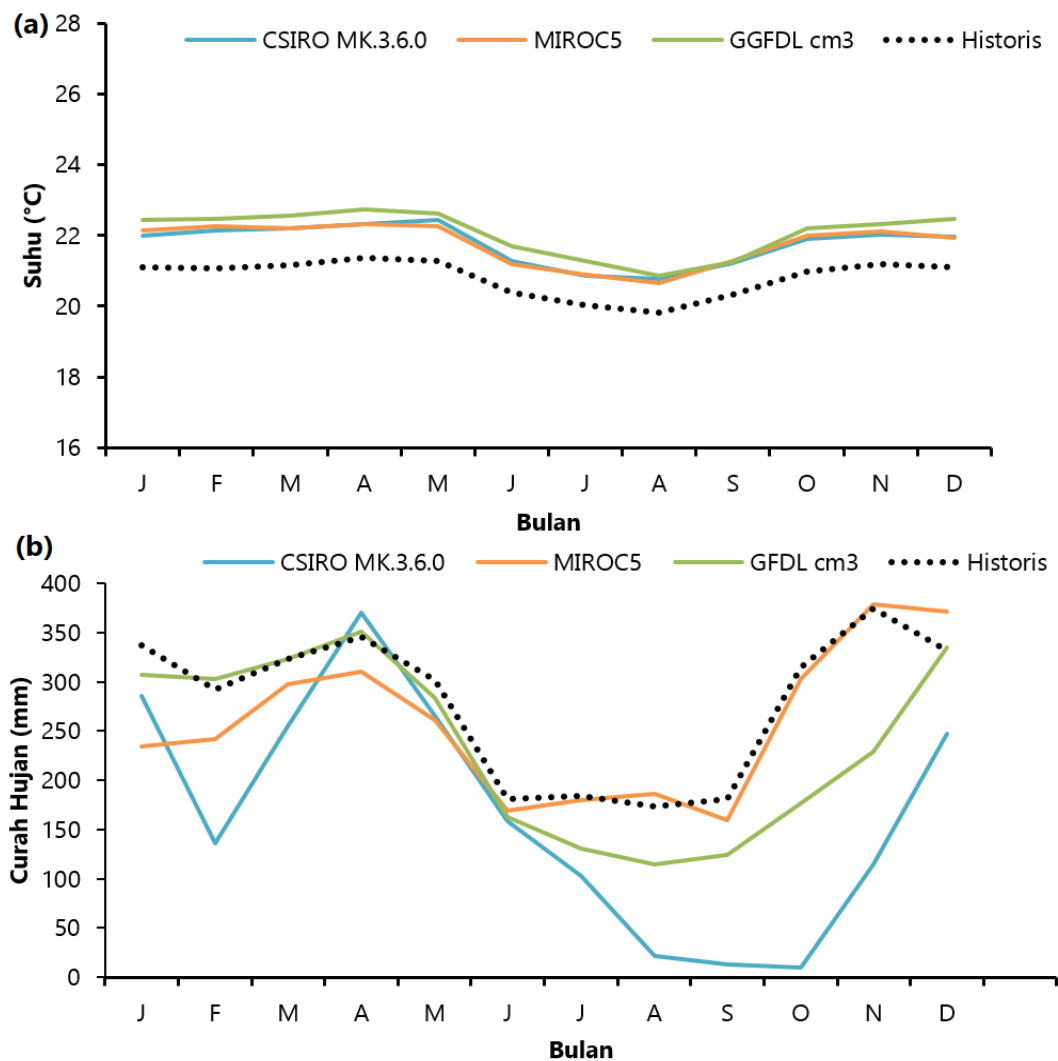 (a)
CSIRO MK.3.6.0 MIROC5 GGFDL cm3 Historis
28
26
24
22
20
18
16
Suhu (°C)
J F M A M J J A S O N D
Bulan
(b)
CSIRO MK.3.6.0 MIROC5 GFDL cm3 Historis
400
350
300
250
200
150
100
50
0
Curah Hujan (mm)
J F M A M J J A S O N D
Bulan